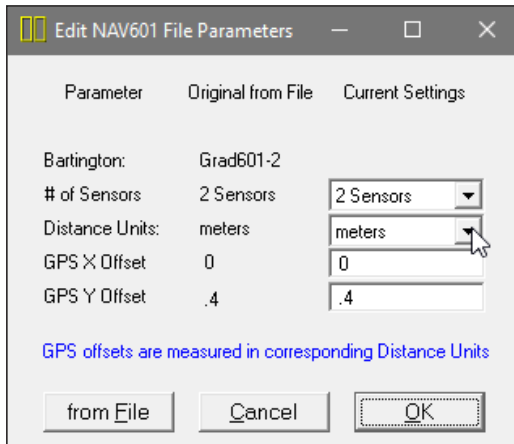 Edit NAV601 File Parameters
Parameter Original from File Current Settings
Bartington: Grad601-2
# of Sensors 2 Sensors 2 Sensors
Distance Units: meters meters
GPS X Offset 0 0
GPS Y Offset .4 .4
GPS offsets are measured in corresponding Distance Units
from File Cancel OK